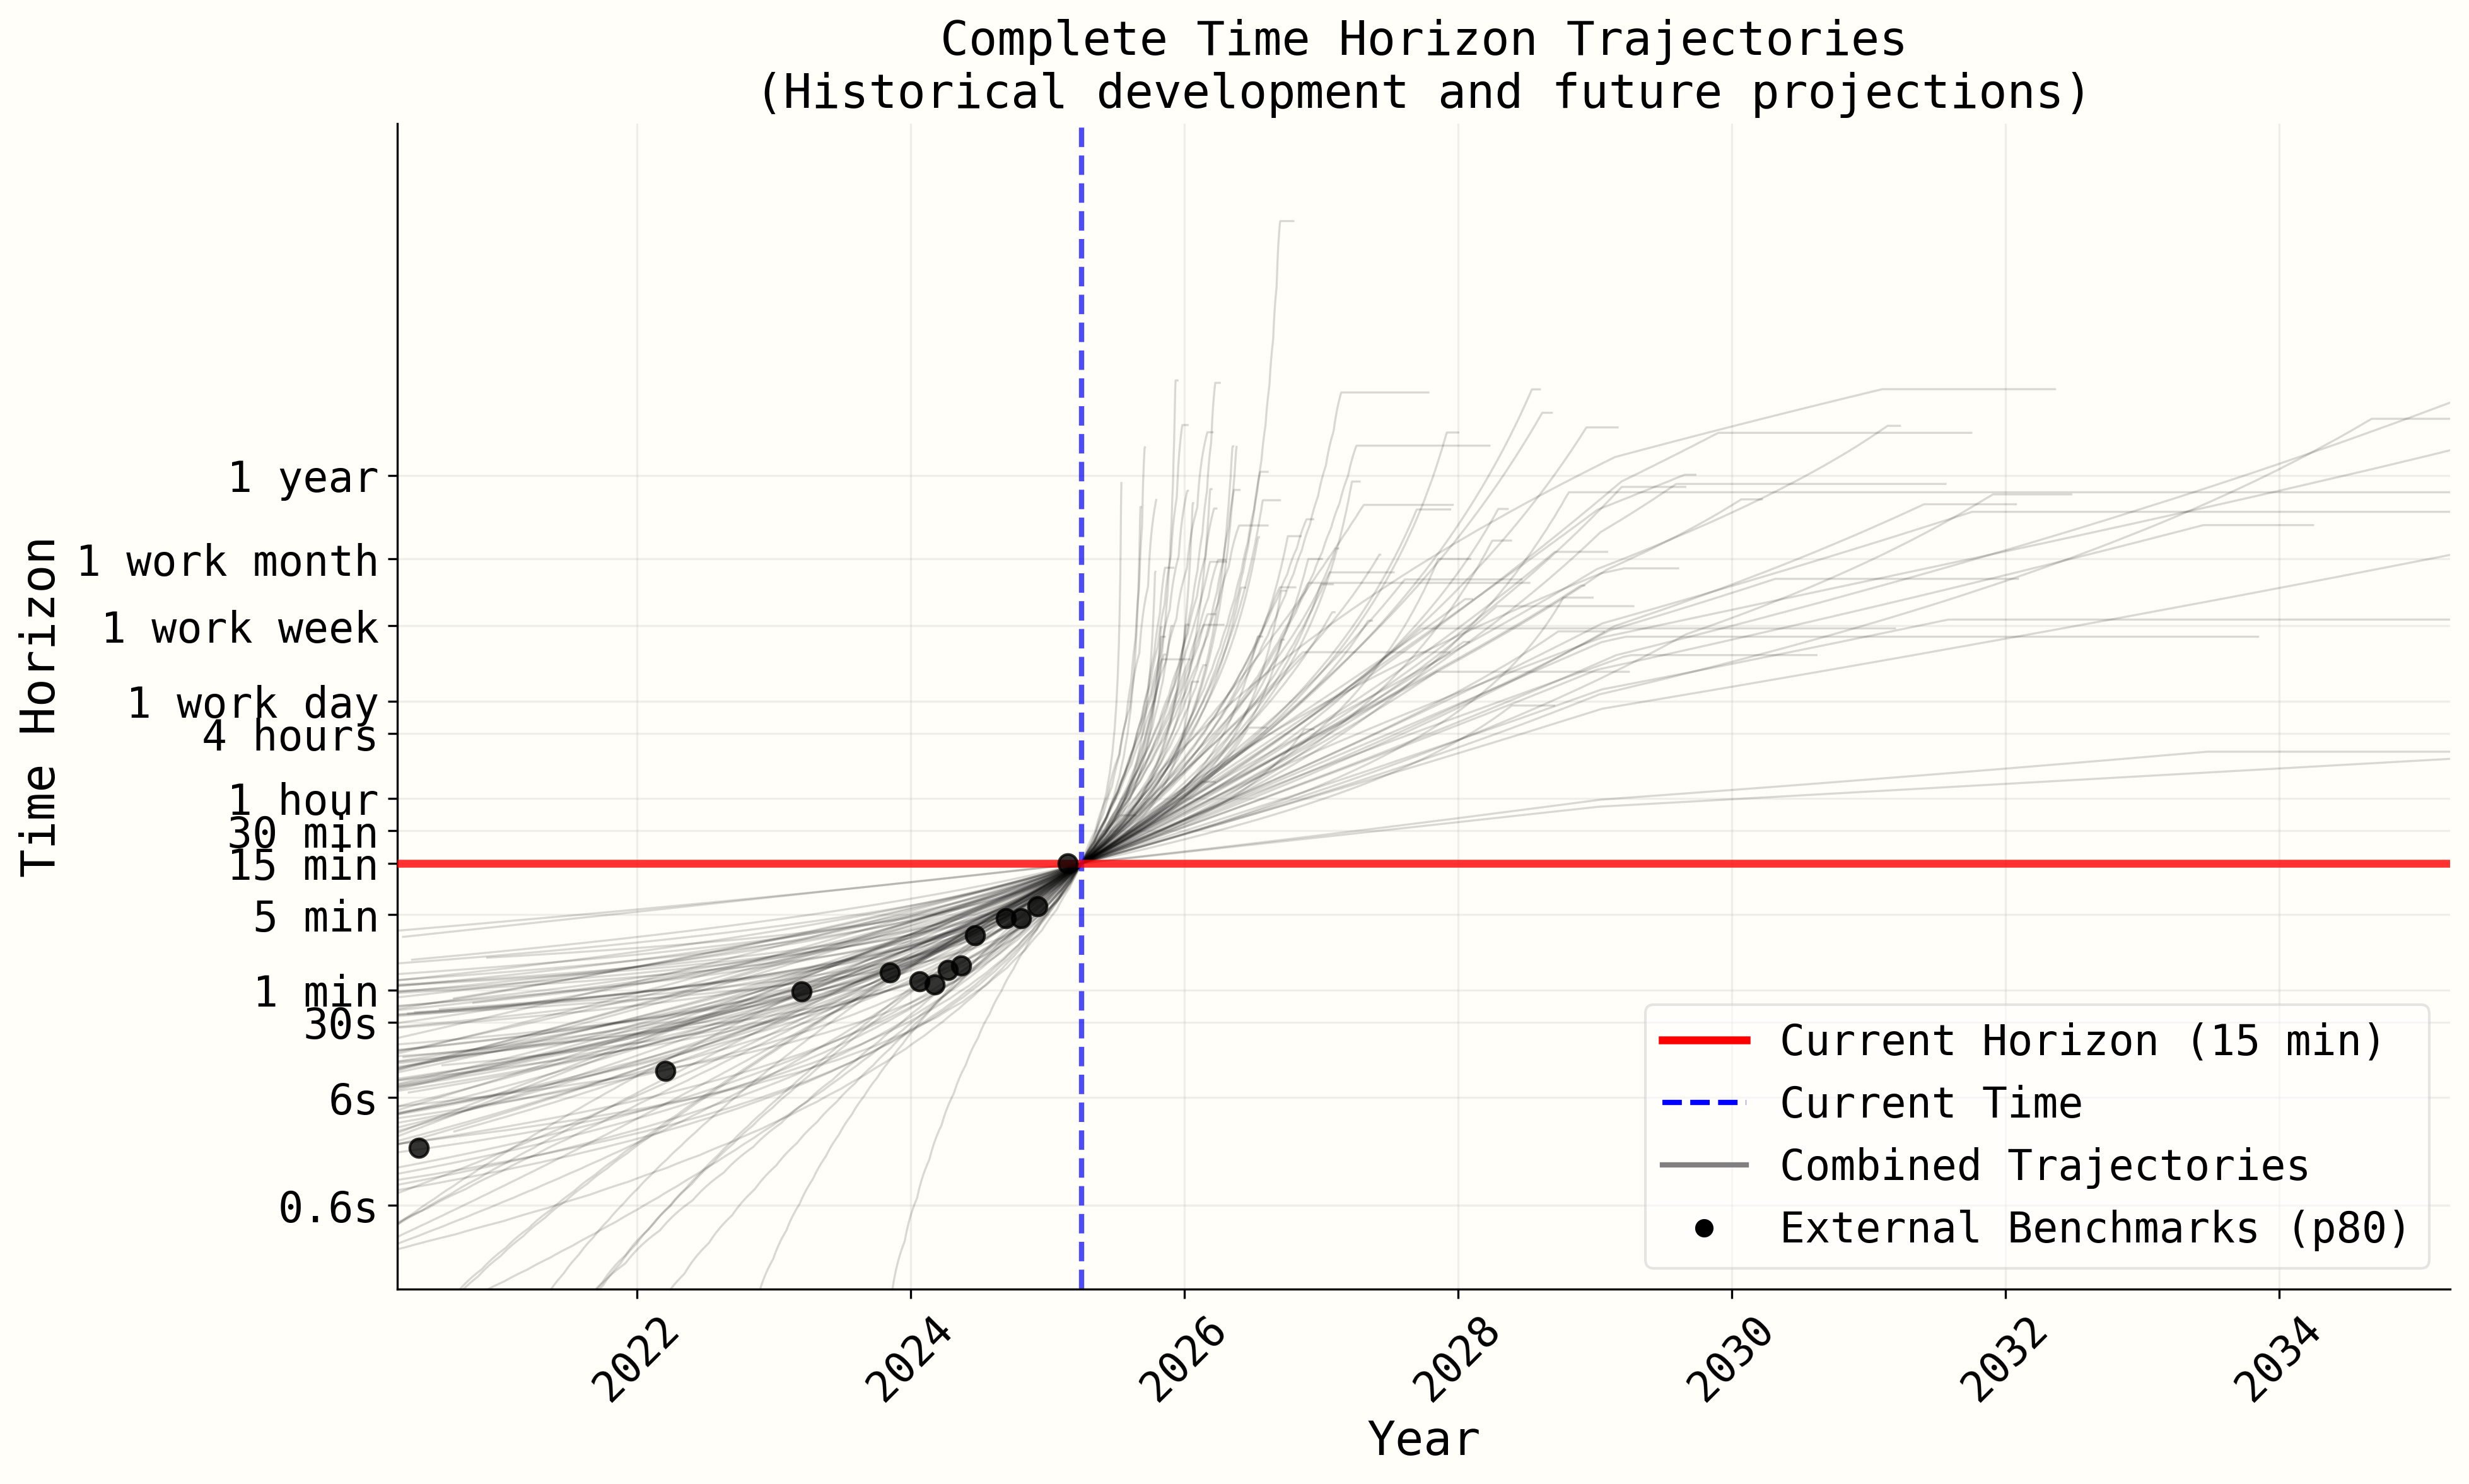 Complete Time Horizon Trajectories
(Historical development and future projections)
Time Horizon
1 year
1 work month
1 work week
1 work day
4 hours
1 hour
30 min
15 min
5 min
1 min
30s
6s
0.6s
Current Horizon (15 min)
Current Time
Combined Trajectories
External Benchmarks (p80)
2022
2024
2026
2028
2030
2032
2034
Year